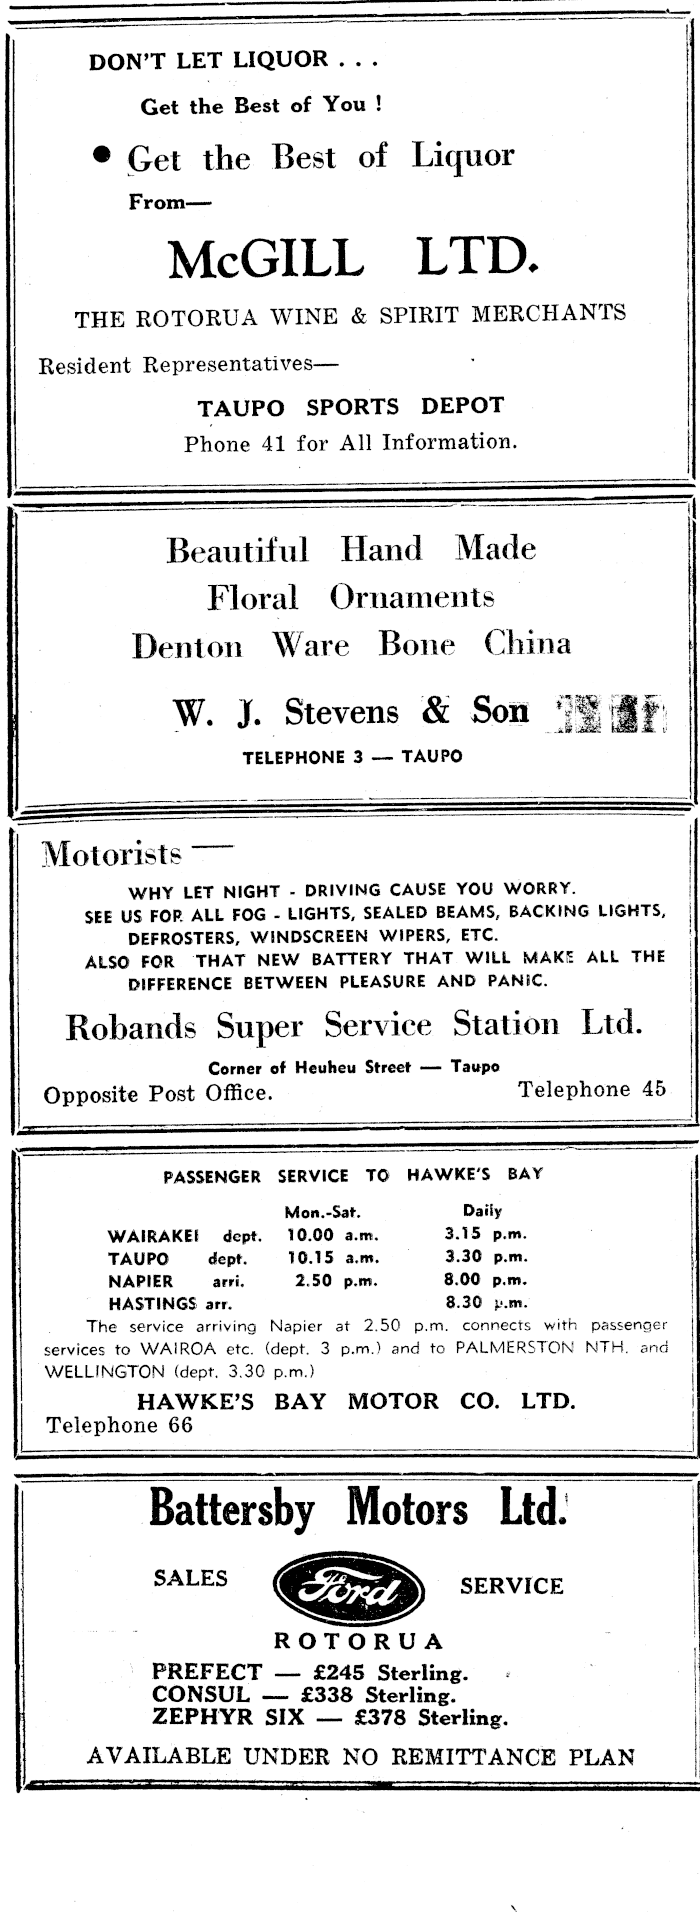 DON'T LET LIQUOR . . .
Get the Best of You !
• Get the Best of Liquor
From—
McGILL LTD.
THE ROTORUA WINE & SPIRIT MERCHANTS
Resident Representatives—
TAUPO SPORTS DEPOT
Phone 41 for All Information.
Beautiful Hand Made
Floral Ornaments
Denton Ware Bone China
W. J. Stevens & Son
TELEPHONE 3 — TAUPO
Motorists —
WHY LET NIGHT - DRIVING CAUSE YOU WORRY.
SEE US FOR ALL FOG - LIGHTS, SEALED BEAMS, BACKING LIGHTS,
DEFROSTERS, WINDSCREEN WIPERS, ETC.
ALSO FOR THAT NEW BATTERY THAT WILL MAKE ALL THE
DIFFERENCE BETWEEN PLEASURE AND PANIC.
Robands Super Service Station Ltd.
Corner of Heuheu Street — Taupo
Opposite Post Office. Telephone 45
PASSENGER SERVICE TO HAWKE'S BAY
Mon.-Sat. Daily
WAIRAKEI dept. 10.00 a.m. 3.15 p.m.
TAUPO dept. 10.15 a.m. 3.30 p.m.
NAPIER arri. 2.50 p.m. 8.00 p.m.
HASTINGS arr. 8.30 p.m.
The service arriving Napier at 2.50 p.m. connects with passenger
services to WAIROA etc. (dept. 3 p.m.) and to PALMERSTON NTH. and
WELLINGTON (dept. 3.30 p.m.)
HAWKE'S BAY MOTOR CO. LTD.
Telephone 66
Battersby Motors Ltd.
SALES Ford SERVICE
ROTORUA
PREFECT — £245 Sterling.
CONSUL — £338 Sterling.
ZEPHYR SIX — £378 Sterling.
AVAILABLE UNDER NO REMITTANCE PLAN